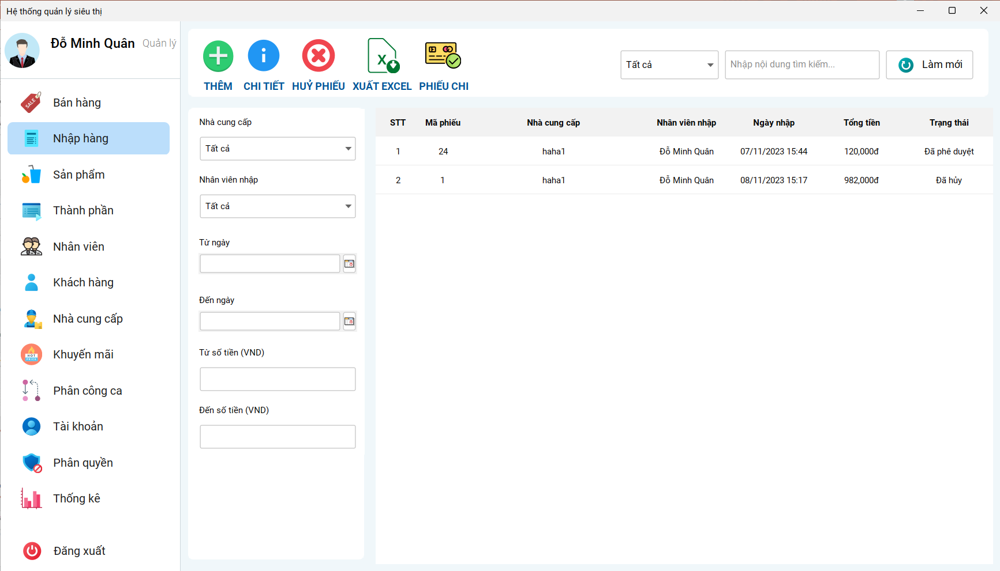 Hệ thống quản lý siêu thị
Đỗ Minh Quân Quản lý
Bán hàng
Nhập hàng
Sản phẩm
Thành phần
Nhân viên
Khách hàng
Nhà cung cấp
Khuyến mãi
Phân công ca
Tài khoản
Phân quyền
Thống kê
Đăng xuất
THÊM CHI TIẾT HUỶ PHIẾU XUẤT EXCEL PHIẾU CHI
Tất cả Nhập nội dung tìm kiếm... Làm mới
Nhà cung cấp
Tất cả
Nhân viên nhập
Tất cả
Từ ngày
Đến ngày
Từ số tiền (VND)
Đến số tiền (VND)
STT Mã phiếu Nhà cung cấp Nhân viên nhập Ngày nhập Tổng tiền Trạng thái
1 24 haha1 Đỗ Minh Quân 07/11/2023 15:44 120,000đ Đã phê duyệt
2 1 haha1 Đỗ Minh Quân 08/11/2023 15:17 982,000đ Đã hủy
SALE
HOT
PRICE
X